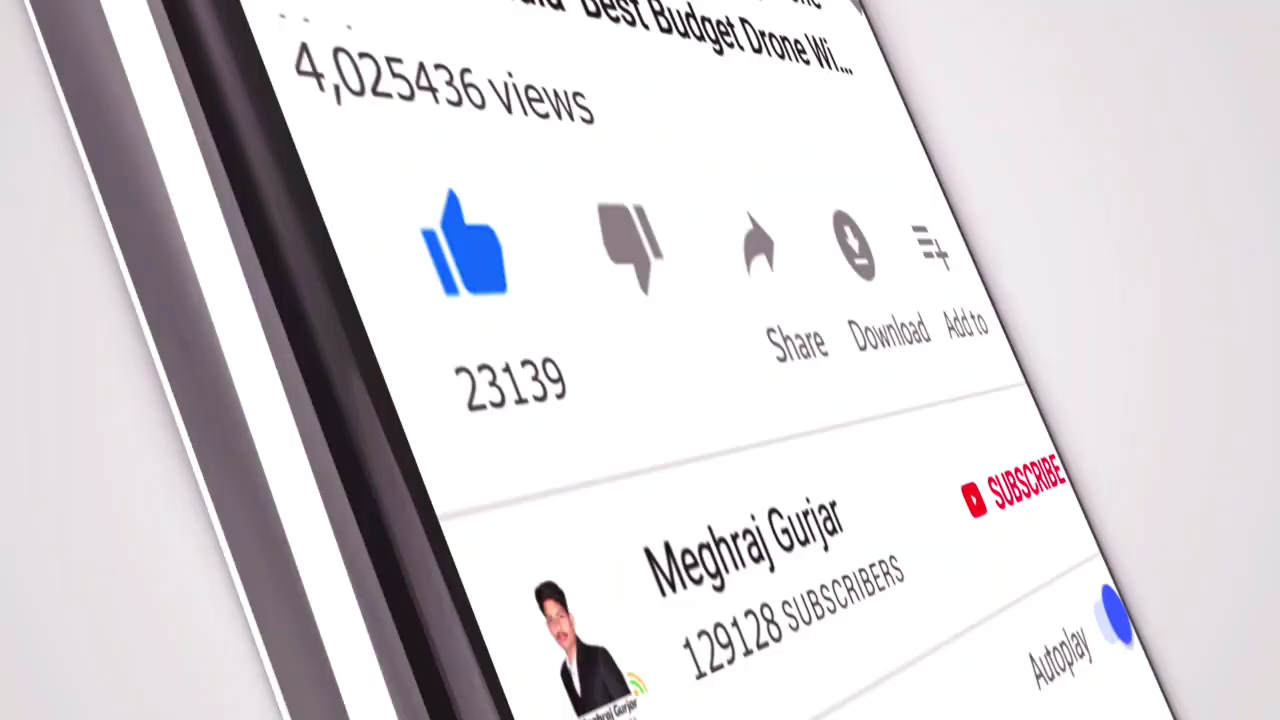 Best Budget Drone Wi...
4,025436 views
23139
Share
Download
Add to
Meghraj Gurjar
129128 SUBSCRIBERS
SUBSCRIBE
Autoplay